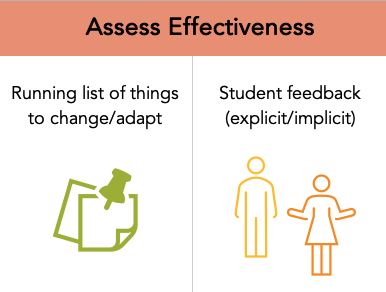 Assess Effectiveness
Running list of things
to change/adapt
Student feedback
(explicit/implicit)